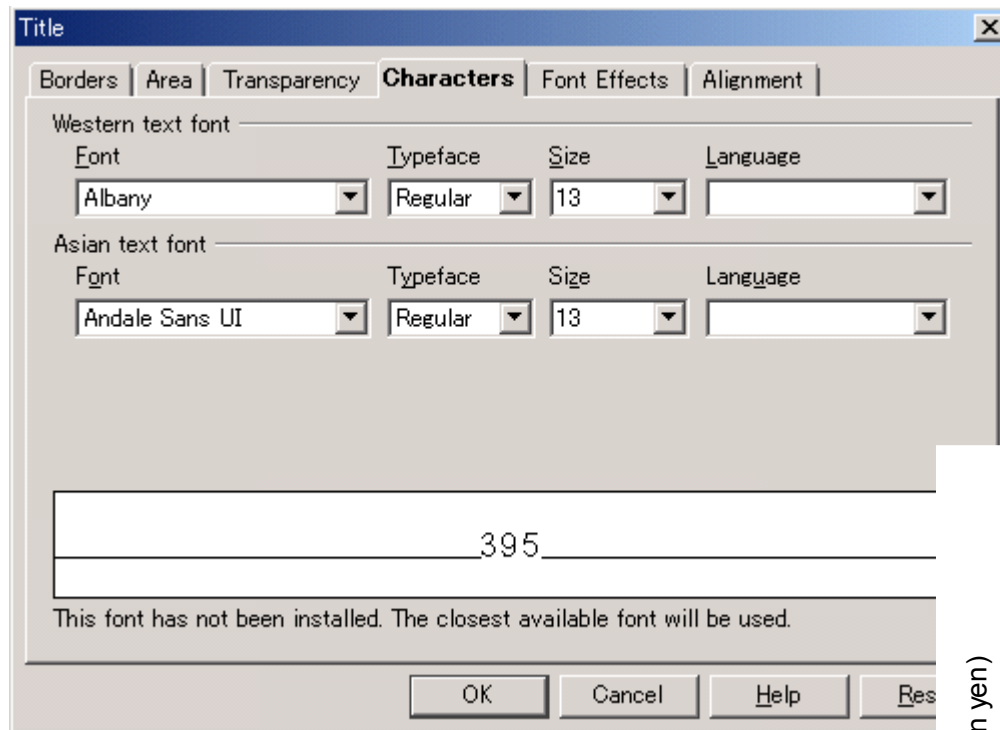 Title
Borders Area Transparency Characters Font Effects Alignment
Western text font
Font Typeface Size Language
Albany Regular 13
Asian text font
Font Typeface Size Language
Andale Sans UI Regular 13
395
This font has not been installed. The closest available font will be used.
OK Cancel Help Res
n yen)